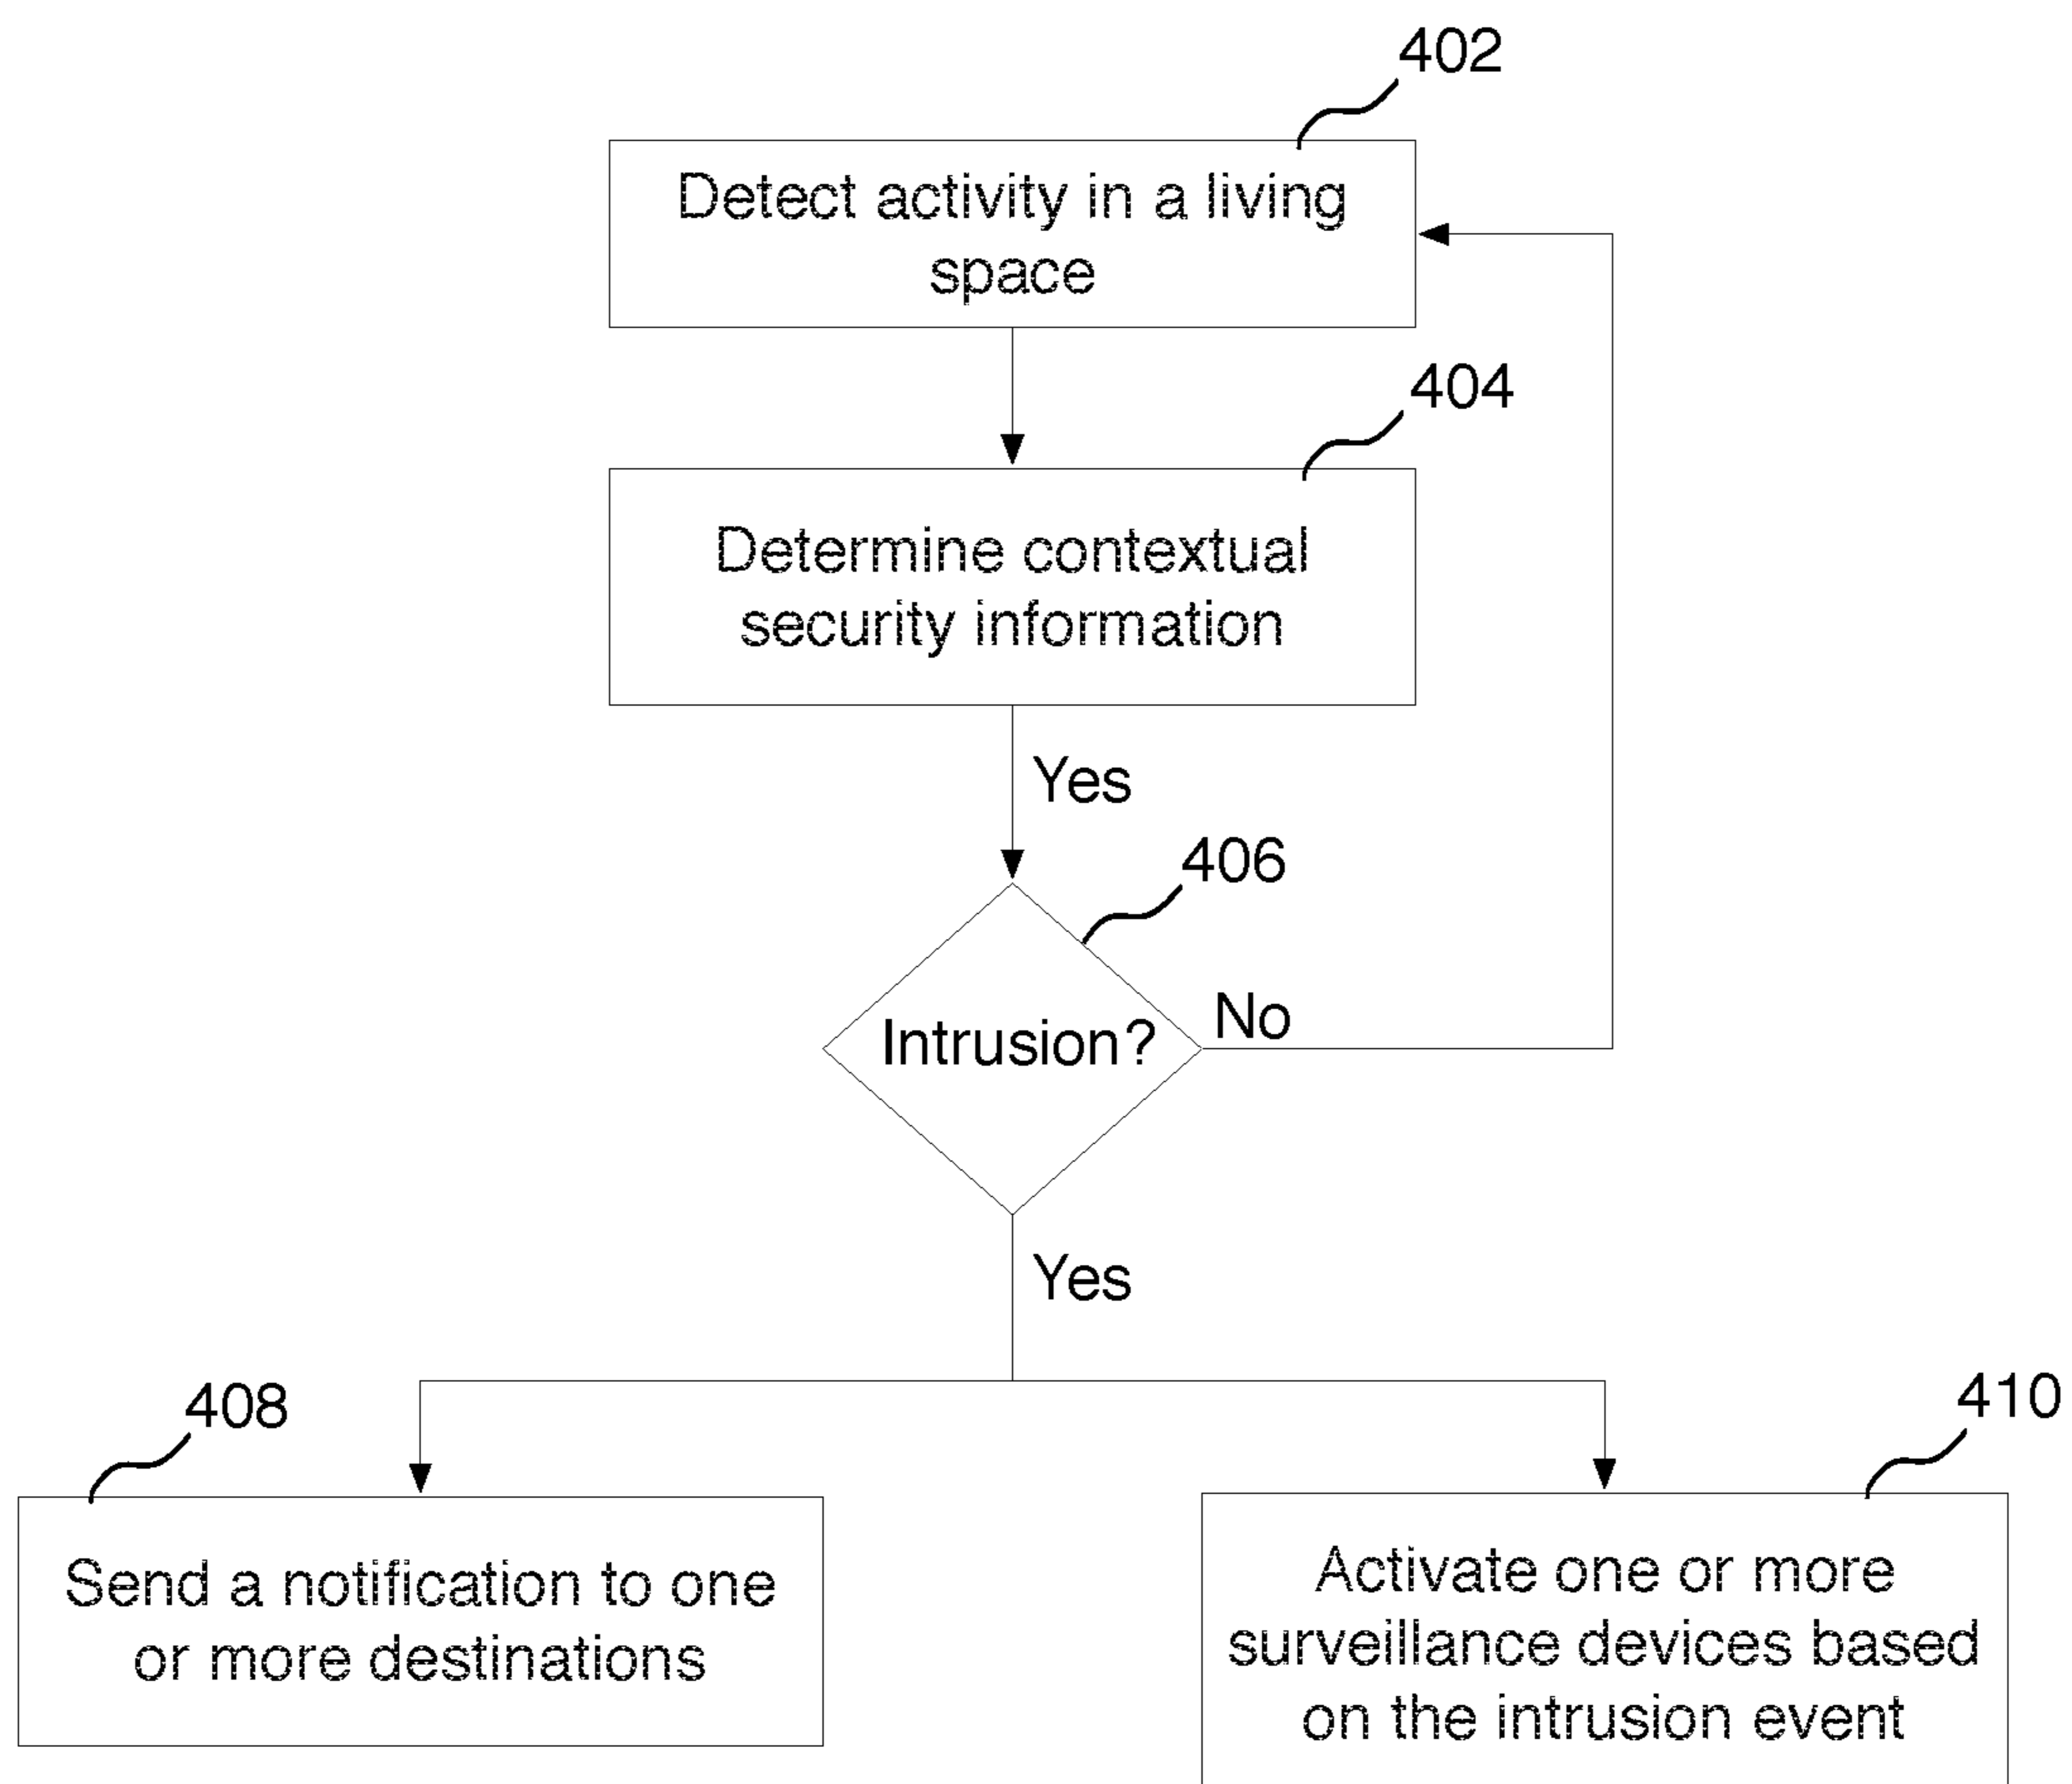 402
Detect activity in a living
space
404
Determine contextual
security information
Yes
406
Intrusion?
No
Yes
408
Send a notification to one
or more destinations
410
Activate one or more
surveillance devices based
on the intrusion event